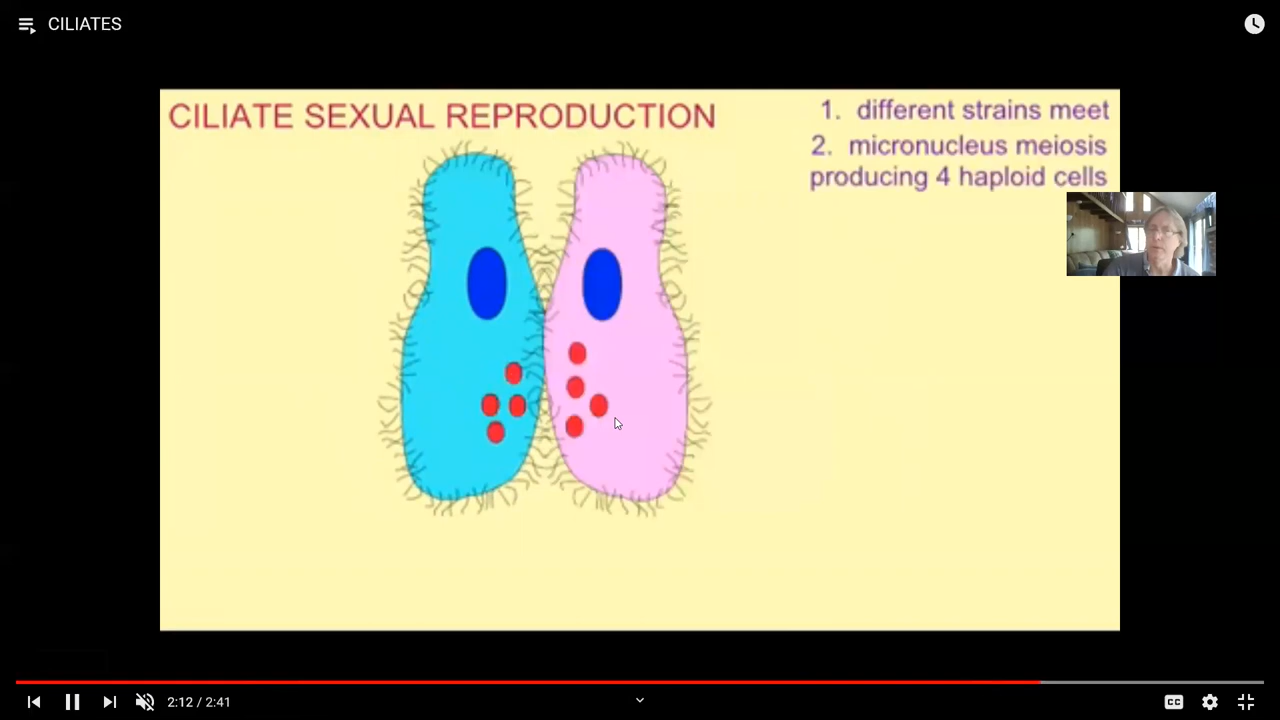 CILIATES
CILIATE SEXUAL REPRODUCTION
1. different strains meet
2. micronucleus meiosis
producing 4 haploid cells
2:12 / 2:41
CC